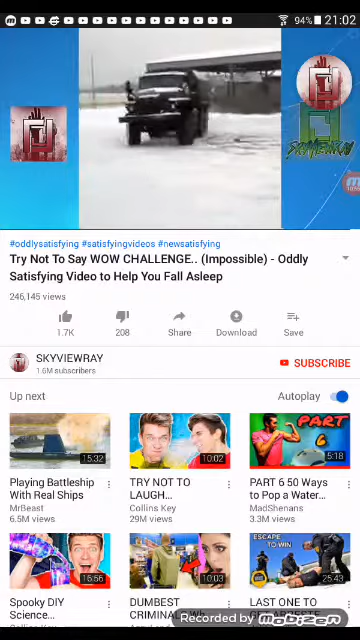 94% 21:02
#oddlysatisfying #satisfyingvideos #newsatisfying
Try Not To Say WOW CHALLENGE.. (Impossible) - Oddly
Satisfying Video to Help You Fall Asleep
246,145 views
1.7K
208
Share
Download
Save
SKYVIEWRAY
1.6M subscribers
SUBSCRIBE
Up next
Autoplay
15:32
Playing Battleship
With Real Ships
MrBeast
6.5M views
10:02
TRY NOT TO
LAUGH...
Collins Key
29M views
PART
6
5:18
PART 6 50 Ways
to Pop a Water...
MadShenans
3.3M views
16:56
Spooky DIY
Science...
10:03
DUMBEST
ESCAPE
TO WIN
25:43
LAST ONE TO
Recorded by
mobizen